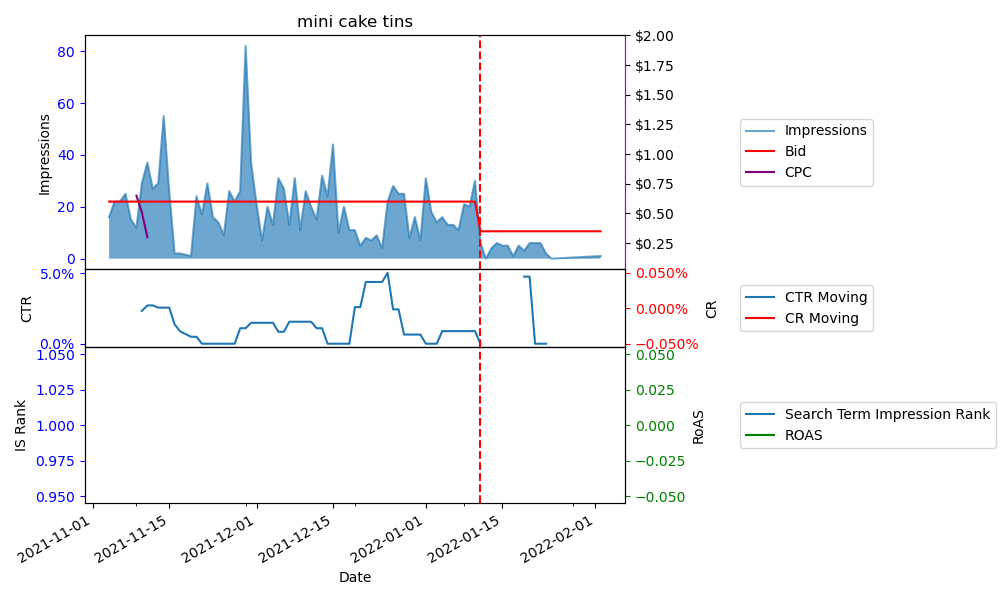 mini cake tins
Impressions
80
60
40
20
0
$2.00
$1.75
$1.50
$1.25
$1.00
$0.75
$0.50
$0.25
Impressions
Bid
CPC
CTR
5.0%
0.0%
0.050%
0.000%
−0.050%
CR
CTR Moving
CR Moving
IS Rank
1.050
1.025
1.000
0.975
0.950
0.050
0.025
0.000
−0.025
−0.050
RoAS
Search Term Impression Rank
ROAS
2021-11-01
2021-11-15
2021-12-01
2021-12-15
2022-01-01
2022-01-15
2022-02-01
Date